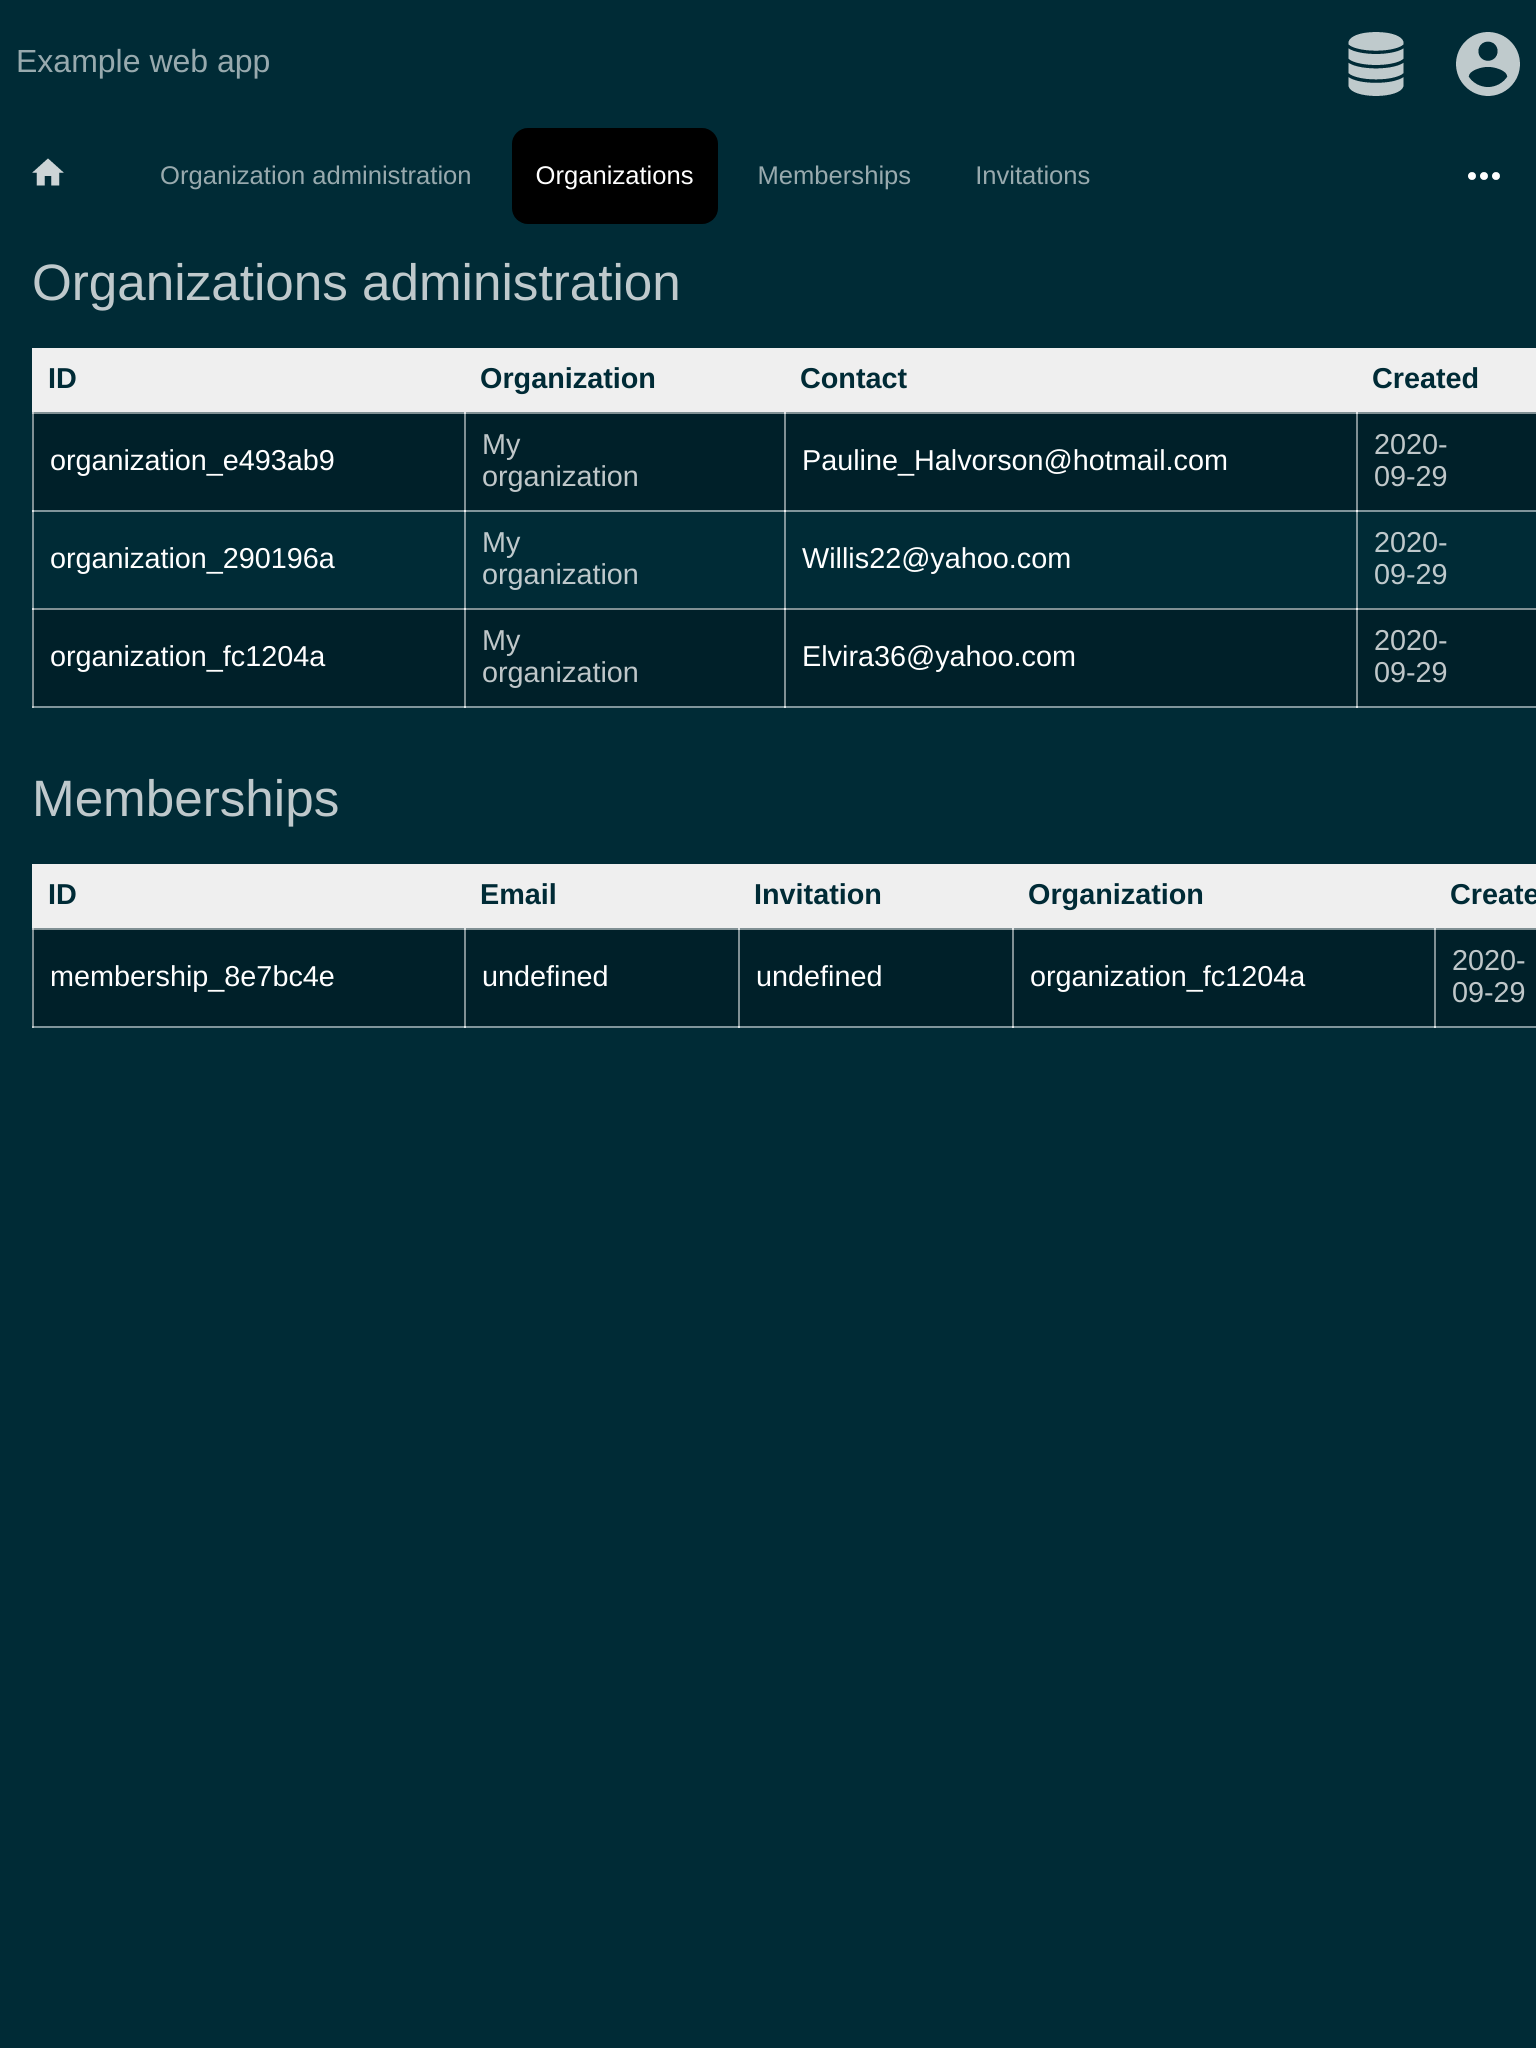 Example web app
Organization administration Organizations Memberships Invitations
Organizations administration
ID Organization Contact Created
organization_e493ab9 My organization Pauline_Halvorson@hotmail.com 2020-09-29
organization_290196a My organization Willis22@yahoo.com 2020-09-29
organization_fc1204a My organization Elvira36@yahoo.com 2020-09-29
Memberships
ID Email Invitation Organization Create
membership_8e7bc4e undefined undefined organization_fc1204a 2020-09-29